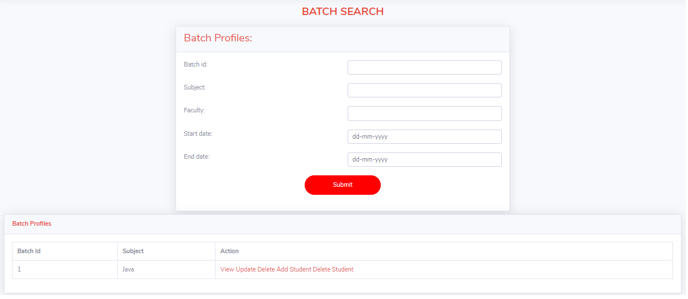 BATCH SEARCH
Batch Profiles:
Batch id:
Subject:
Faculty:
Start date: dd-mm-yyyy
End date: dd-mm-yyyy
Submit
Batch Profiles
Batch Id Subject Action
1 Java View Update Delete Add Student Delete Student